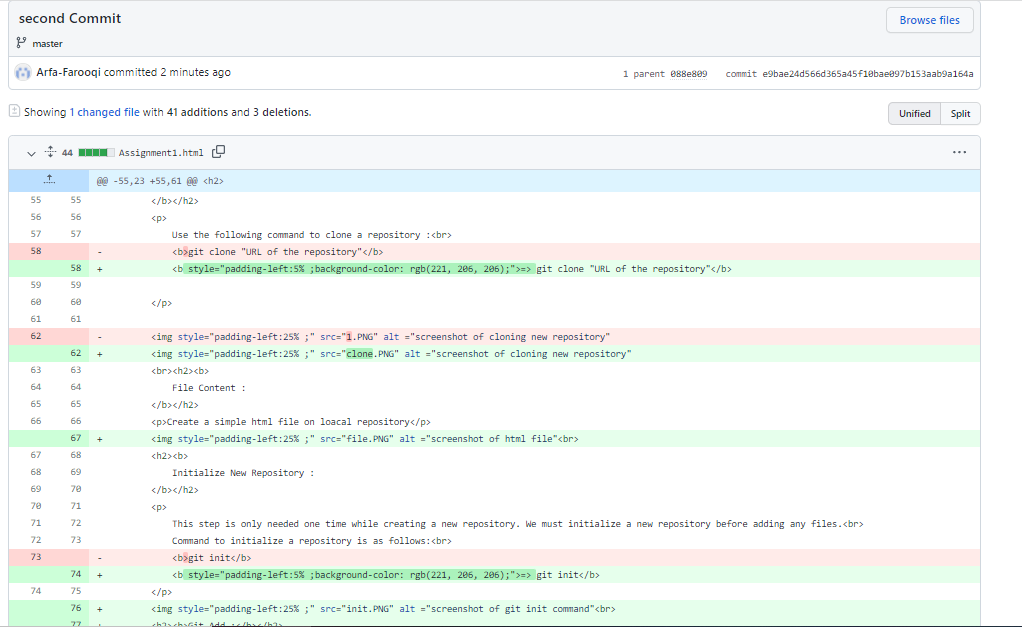 second Commit
Browse files
master
Arfa-Farooqi committed 2 minutes ago
1 parent 088e809 commit e9bae24d566d365a45f10bae097b153aab9a164a
Showing 1 changed file with 41 additions and 3 deletions.
Unified Split
44 Assignment1.html
@@ -55,23 +55,61 @@ <h2>
55 55 </b></h2>
56 56 <p>
57 57 Use the following command to clone a repository :<br>
58 - <b>git clone "URL of the repository"</b>
58 + <b style="padding-left:5% ;background-color: rgb(221, 206, 206);">=> git clone "URL of the repository"</b>
59 59
60 60 </p>
61 61
62 - <img style="padding-left:25% ;" src="1.PNG" alt ="screenshot of cloning new repository"
62 + <img style="padding-left:25% ;" src="clone.PNG" alt ="screenshot of cloning new repository"
63 63 <br><h2><b>
64 64 File Content :
65 65 </b></h2>
66 66 <p>Create a simple html file on loacal repository</p>
67 + <img style="padding-left:25% ;" src="file.PNG" alt ="screenshot of html file"<br>
67 68 <h2><b>
68 69 Initialize New Repository :
69 70 </b></h2>
70 71 <p>
71 72 This step is only needed one time while creating a new repository. We must initialize a new repository before adding any files.<br>
72 73 Command to initialize a repository is as follows:<br>
73 - <b>git init</b>
74 + <b style="padding-left:5% ;background-color: rgb(221, 206, 206);">=> git init</b>
74 75 </p>
76 + <img style="padding-left:25% ;" src="init.PNG" alt ="screenshot of git init command"<br>
77 + <h2><b>Git Add :</b></h2>